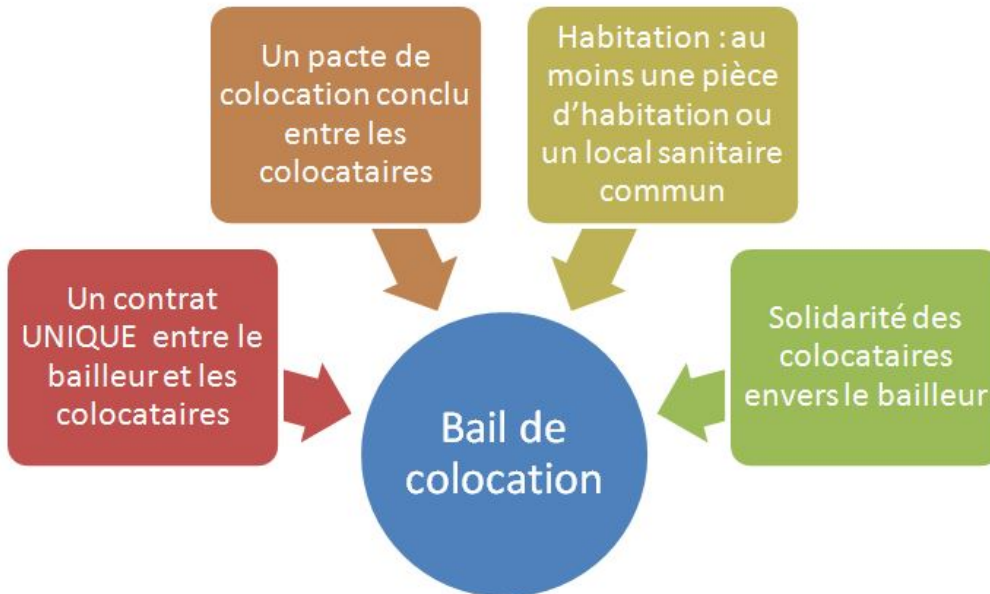 Un pacte de
colocation conclu
entre les
colocataires
Habitation : au
moins une pièce
d'habitation ou
un local sanitaire
commun
Un contrat
UNIQUE entre le
bailleur et les
colocataires
Solidarité des
colocataires
envers le bailleur
Bail de
colocation